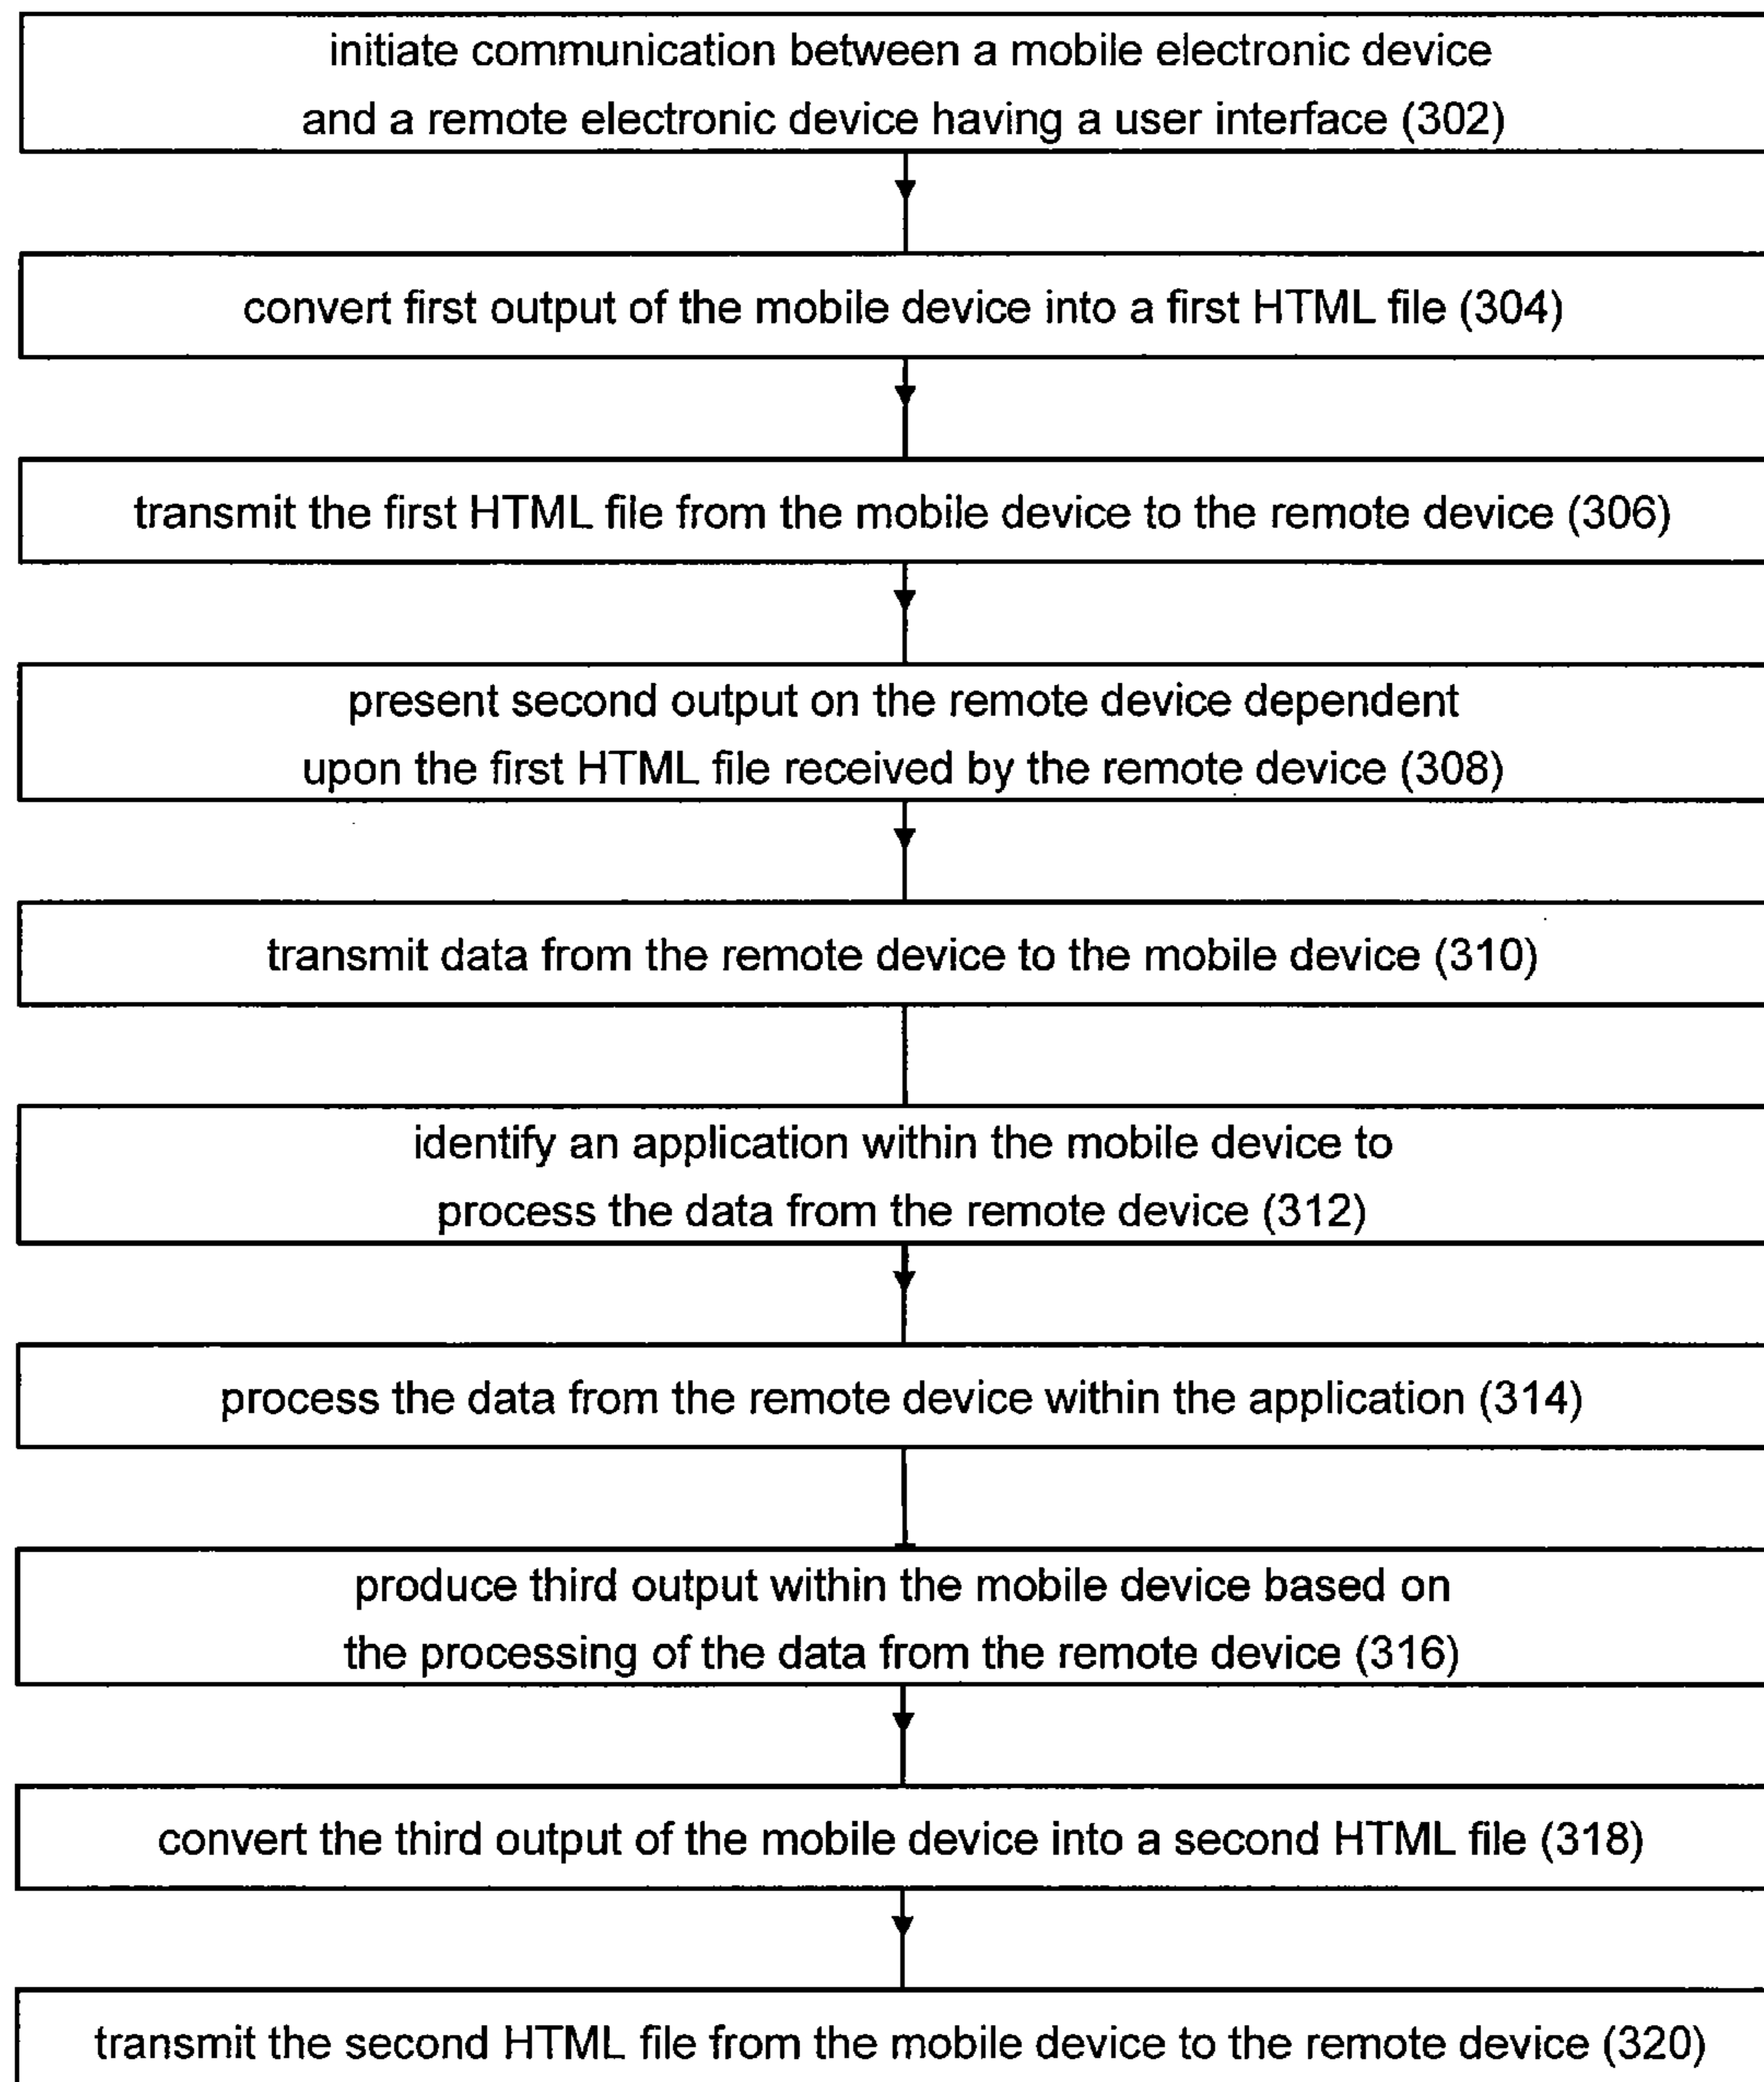 initiate communication between a mobile electronic device
and a remote electronic device having a user interface (302)
convert first output of the mobile device into a first HTML file (304)
transmit the first HTML file from the mobile device to the remote device (306)
present second output on the remote device dependent
upon the first HTML file received by the remote device (308)
transmit data from the remote device to the mobile device (310)
identify an application within the mobile device to
process the data from the remote device (312)
process the data from the remote device within the application (314)
produce third output within the mobile device based on
the processing of the data from the remote device (316)
convert the third output of the mobile device into a second HTML file (318)
transmit the second HTML file from the mobile device to the remote device (320)